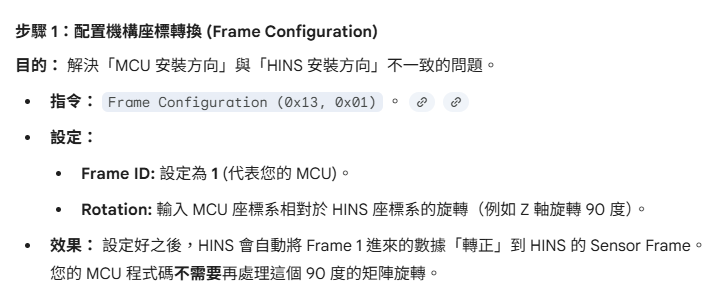 步驟 1：配置機構座標轉換 (Frame Configuration)
目的： 解決「MCU 安裝方向」與「HINS 安裝方向」不一致的問題。
• 指令： Frame Configuration (0x13, 0x01) 。
• 設定：
• Frame ID: 設定為 1 (代表您的 MCU)。
• Rotation: 輸入 MCU 座標系相對於 HINS 座標系的旋轉（例如 Z 軸旋轉 90 度）。
• 效果： 設定好之後，HINS 會自動將 Frame 1 進來的數據「轉正」到 HINS 的 Sensor Frame。
您的 MCU 程式碼不需要再處理這個 90 度的矩陣旋轉。